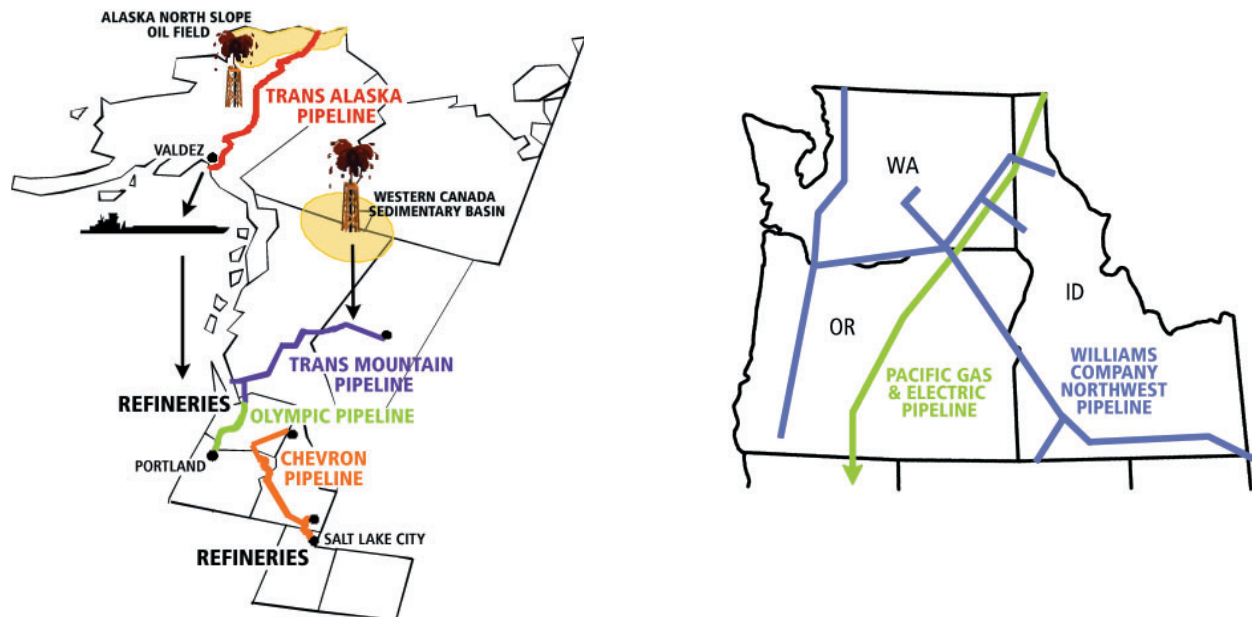 ALASKA NORTH SLOPE
OIL FIELD
TRANS ALASKA
PIPELINE
VALDEZ
WESTERN CANADA
SEDIMENTARY BASIN
TRANS MOUNTAIN
PIPELINE
REFINERIES
OLYMPIC PIPELINE
PORTLAND
CHEVRON
PIPELINE
SALT LAKE CITY
REFINERIES
WA
OR
ID
PACIFIC GAS
& ELECTRIC
PIPELINE
WILLIAMS
COMPANY
NORTHWEST
PIPELINE